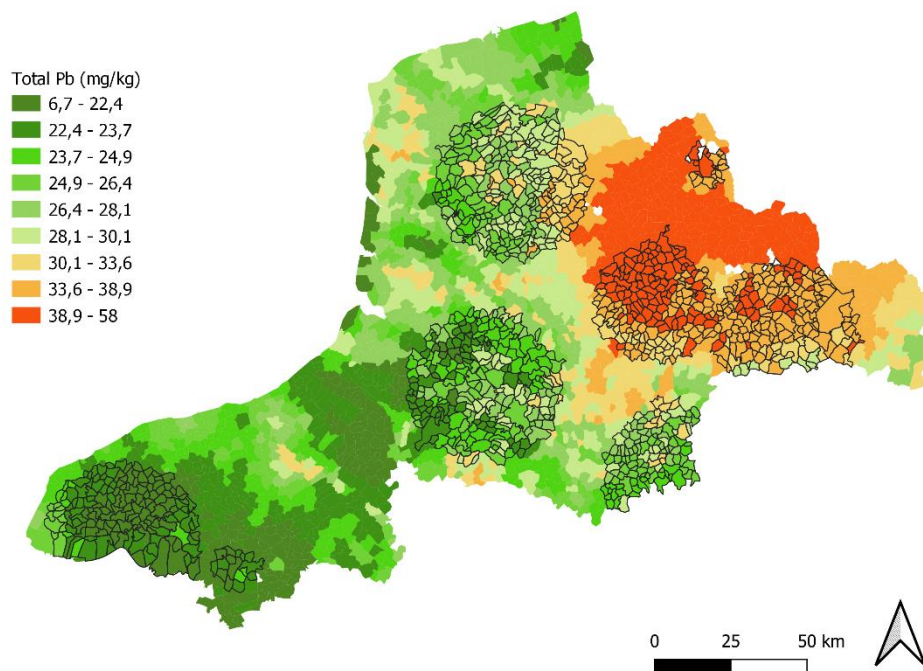 Total Pb (mg/kg)
6,7 - 22,4
22,4 - 23,7
23,7 - 24,9
24,9 - 26,4
26,4 - 28,1
28,1 - 30,1
30,1 - 33,6
33,6 - 38,9
38,9 - 58
0 25 50 km